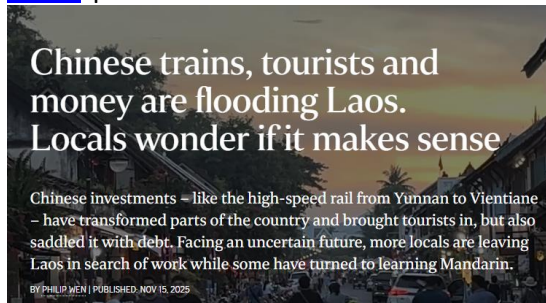 Chinese trains, tourists and
money are flooding Laos.
Locals wonder if it makes sense
Chinese investments – like the high-speed rail from Yunnan to Vientiane
– have transformed parts of the country and brought tourists in, but also
saddled it with debt. Facing an uncertain future, more locals are leaving
Laos in search of work while some have turned to learning Mandarin.
BY PHILIP WEN | PUBLISHED: NOV 15, 2025